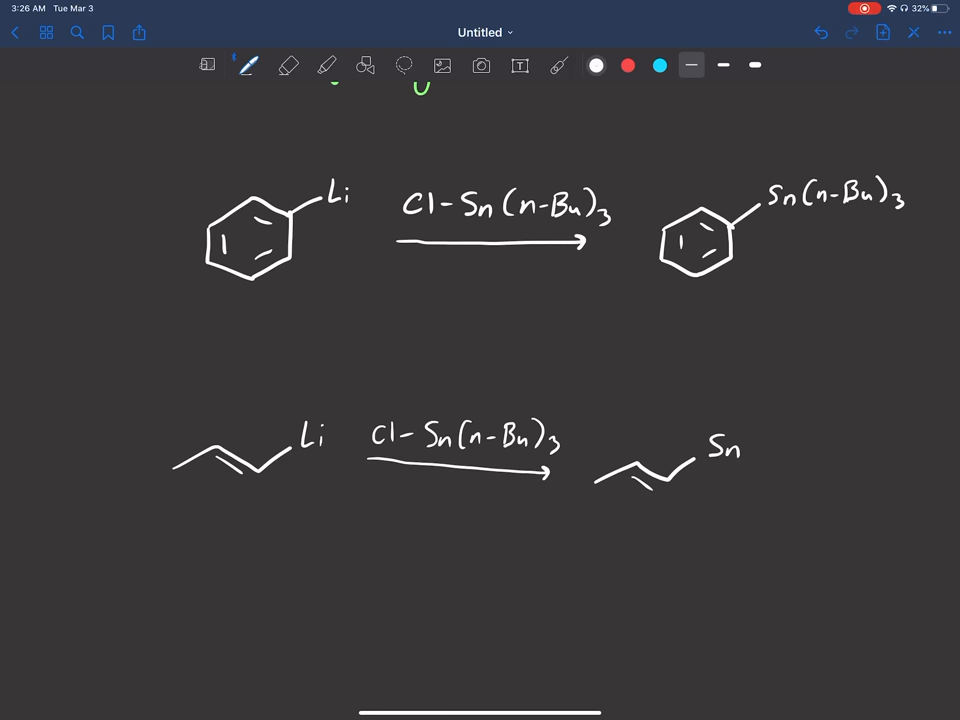 3:26 AM Tue Mar 3 32%
Untitled
T
Li Cl-Sn(n-Bu)3 Sn(n-Bu)3
Li Cl-Sn(n-Bu)3 Sn